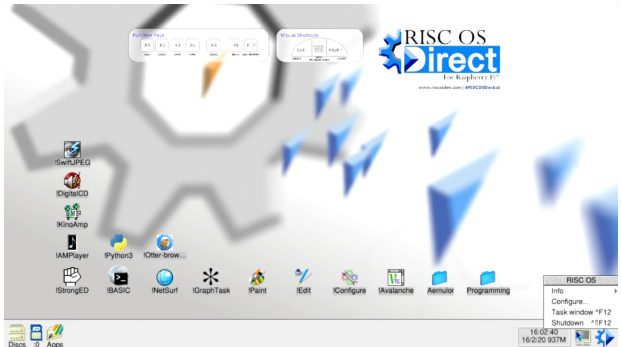 Function Keys
Mouse Shortcuts
RISC OS
Direct
For Raspberry Pi
www.riscosdev.com | @RISCOSDevLtd
!SwiftJPEG
!DigitalCD
!KinoAmp
!AMPlayer
!Python3
!Otter-brow...
!StrongED
!BASIC
!NetSurf
!GraphTask
!Paint
!Edit
!Configure
!Avalanche
Aemulor
Programming
RISC OS
Info
Configure...
Task window ^F12
Shutdown ^⇧F12
Discs
:0
Apps
16:02:40
16/2/20 937M